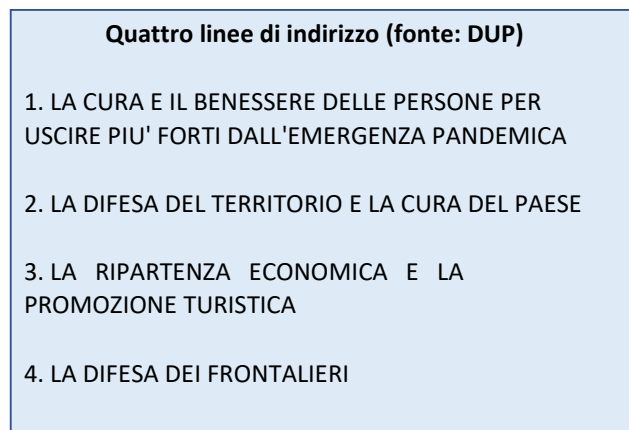 Quattro linee di indirizzo (fonte: DUP)
1. LA CURA E IL BENESSERE DELLE PERSONE PER
USCIRE PIU' FORTI DALL'EMERGENZA PANDEMICA
2. LA DIFESA DEL TERRITORIO E LA CURA DEL PAESE
3. LA RIPARTENZA ECONOMICA E LA
PROMOZIONE TURISTICA
4. LA DIFESA DEI FRONTALIERI